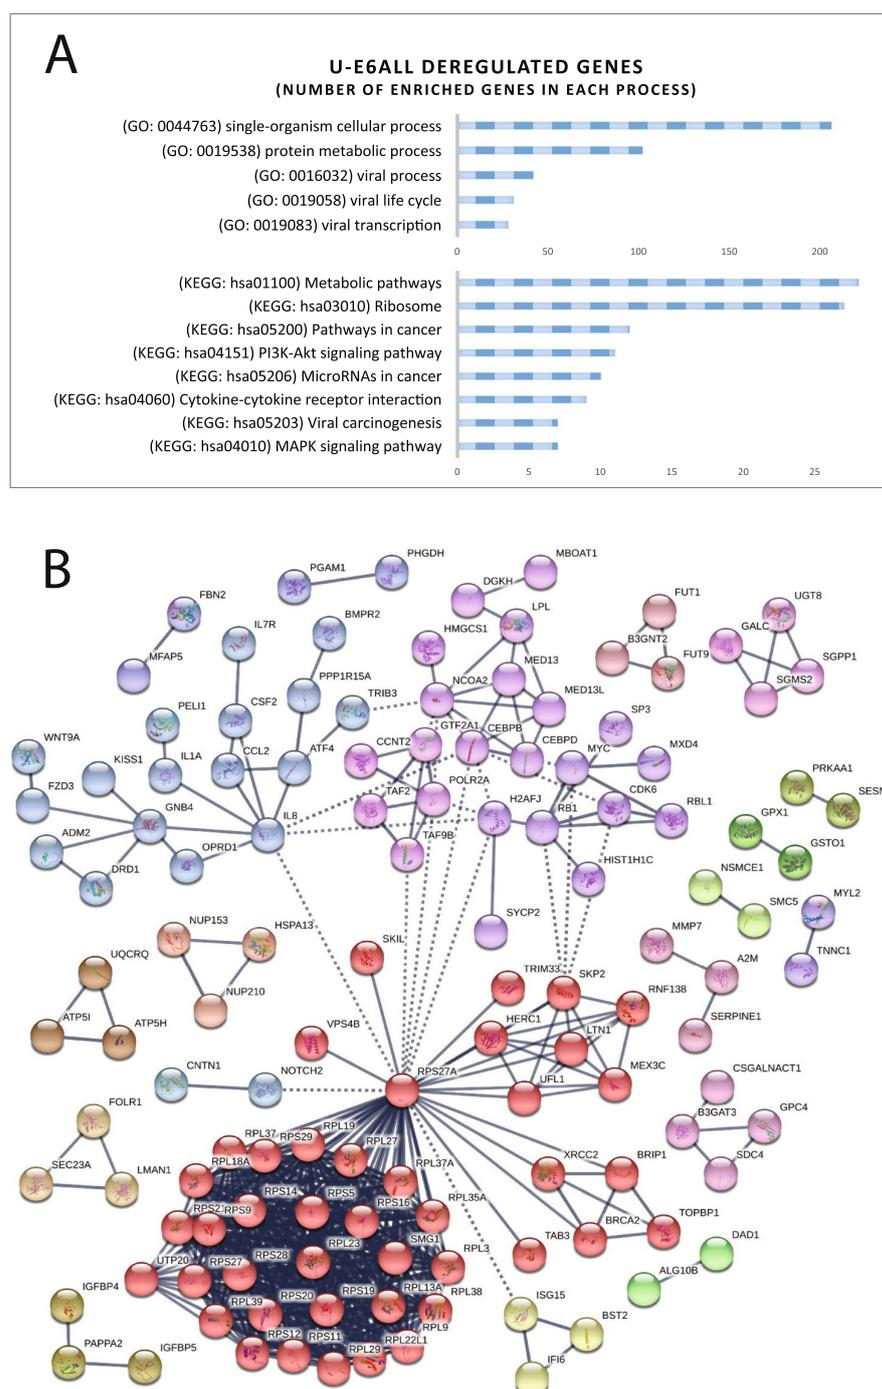 A
U-E6ALL DEREGULATED GENES
(NUMBER OF ENRICHED GENES IN EACH PROCESS)
(GO: 0044763) single-organism cellular process
(GO: 0019538) protein metabolic process
(GO: 0016032) viral process
(GO: 0019058) viral life cycle
(GO: 0019083) viral transcription
0 50 100 150 200
(KEGG: hsa01100) Metabolic pathways
(KEGG: hsa03010) Ribosome
(KEGG: hsa05200) Pathways in cancer
(KEGG: hsa04151) PI3K-Akt signaling pathway
(KEGG: hsa05206) MicroRNAs in cancer
(KEGG: hsa04060) Cytokine-cytokine receptor interaction
(KEGG: hsa05203) Viral carcinogenesis
(KEGG: hsa04010) MAPK signaling pathway
0 5 10 15 20 25
B
PGAM1
PHGDH
MBOAT1
DGKH
FBN2
IL7R
BMPR2
HMGCS1
LPL
FUT1
UGT8
GALC
B3GNT2
FUT9
SGPP1
SGMS2
MFAP5
PPP1R15A
TRIB3
NCOA2
MED13
MED13L
PELI1
CSF2
GTF2A1
CEBPB
SP3
WNT9A
KISS1
IL1A
CCL2
ATF4
CCNT2
CEBPD
MYC
MXD4
FZD3
GNB4
IL8
TAF2
POLR2A
H2AFJ
RB1
CDK6
RBL1
PRKAA1
GPX1
GSTO1
ADM2
DRD1
OPRD1
TAF9B
HIST1H1C
NSMCE1
SMC5
MYL2
TNNC1
SYCP2
NUP153
HSPA13
SKIL
MMP7
A2M
UQCRQ
NUP210
TRIM33
SKP2
RNF138
SERPINE1
ATP5I
ATP5H
VPS4B
HERC1
LTN1
CNTN1
NOTCH2
RPS27A
UFL1
MEX3C
CSGALNACT1
B3GAT3
GPC4
SDC4
FOLR1
SEC23A
LMAN1
RPL37
RPS29
RPL19
RPL27
RPL18A
RPL37A
XRCC2
BRIP1
RPS14
RPS5
RPS16
RPL35A
RPS9
TAB3
BRCA2
TOPBP1
DAD1
ALG10B
UTP20
RPS27
RPS28
RPL23
SMG1
RPL3
IGFBP4
RPL39
RPS20
RPS19
RPL13A
RPL38
RPL9
ISG15
BST2
IFI6
PAPPA2
IGFBP5
RPS12
RPS11
RPL29
RPL22L1